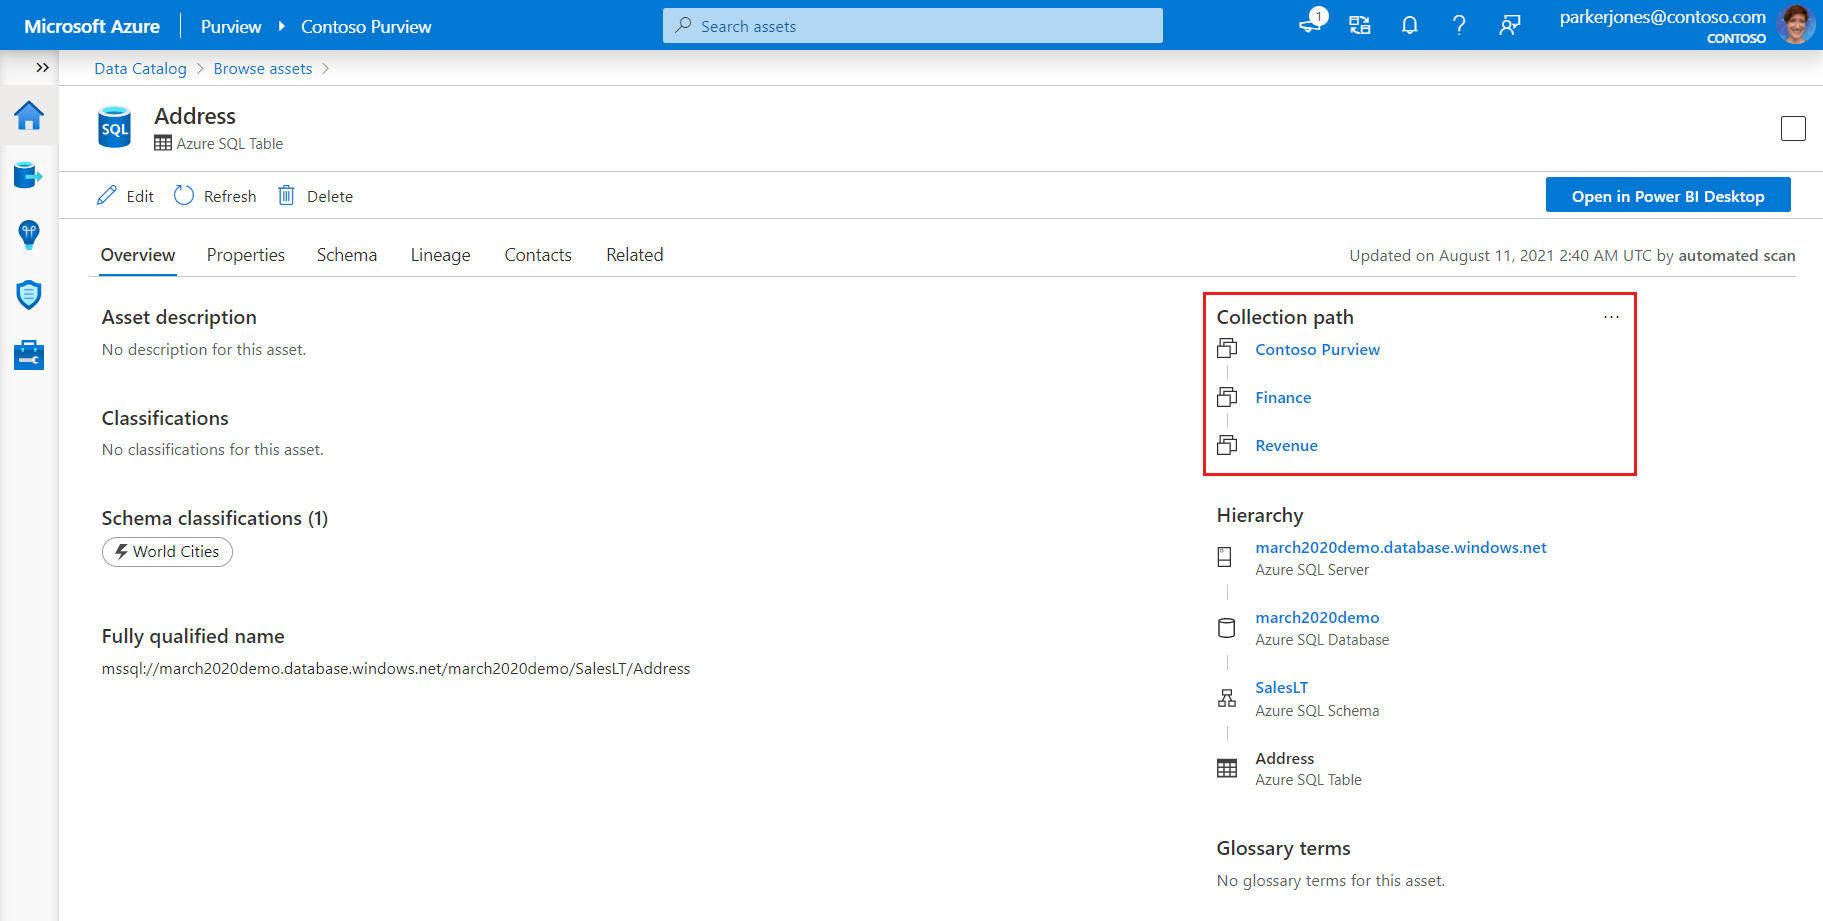 Microsoft Azure
Purview
Contoso Purview
Search assets
1
parkerjones@contoso.com
CONTOSO
Data Catalog
Browse assets
SQL
Address
Azure SQL Table
Edit
Refresh
Delete
Open in Power BI Desktop
Overview
Properties
Schema
Lineage
Contacts
Related
Updated on August 11, 2021 2:40 AM UTC by automated scan
Asset description
No description for this asset.
Classifications
No classifications for this asset.
Schema classifications (1)
World Cities
Fully qualified name
mssql://march2020demo.database.windows.net/march2020demo/SalesLT/Address
Collection path
...
Contoso Purview
Finance
Revenue
Hierarchy
march2020demo.database.windows.net
Azure SQL Server
march2020demo
Azure SQL Database
SalesLT
Azure SQL Schema
Address
Azure SQL Table
Glossary terms
No glossary terms for this asset.